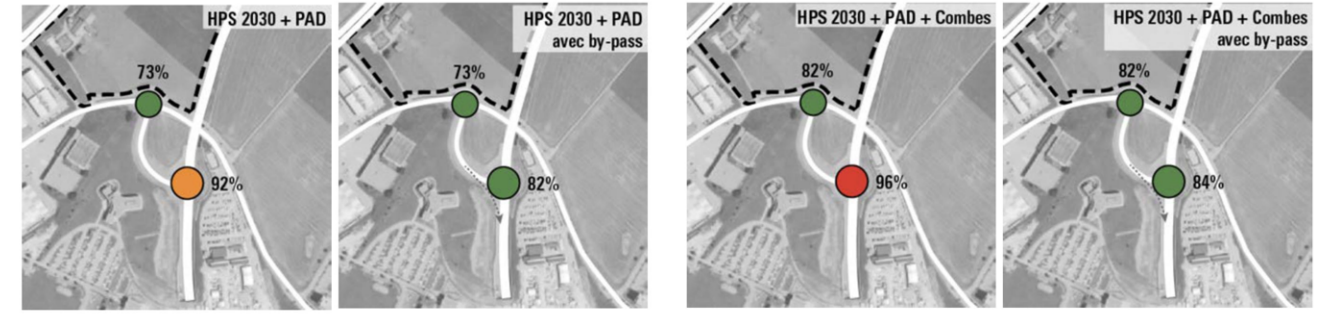 HPS 2030 + PAD
73%
92%
HPS 2030 + PAD
avec by-pass
73%
82%
HPS 2030 + PAD + Combes
82%
96%
HPS 2030 + PAD + Combes
avec by-pass
82%
84%